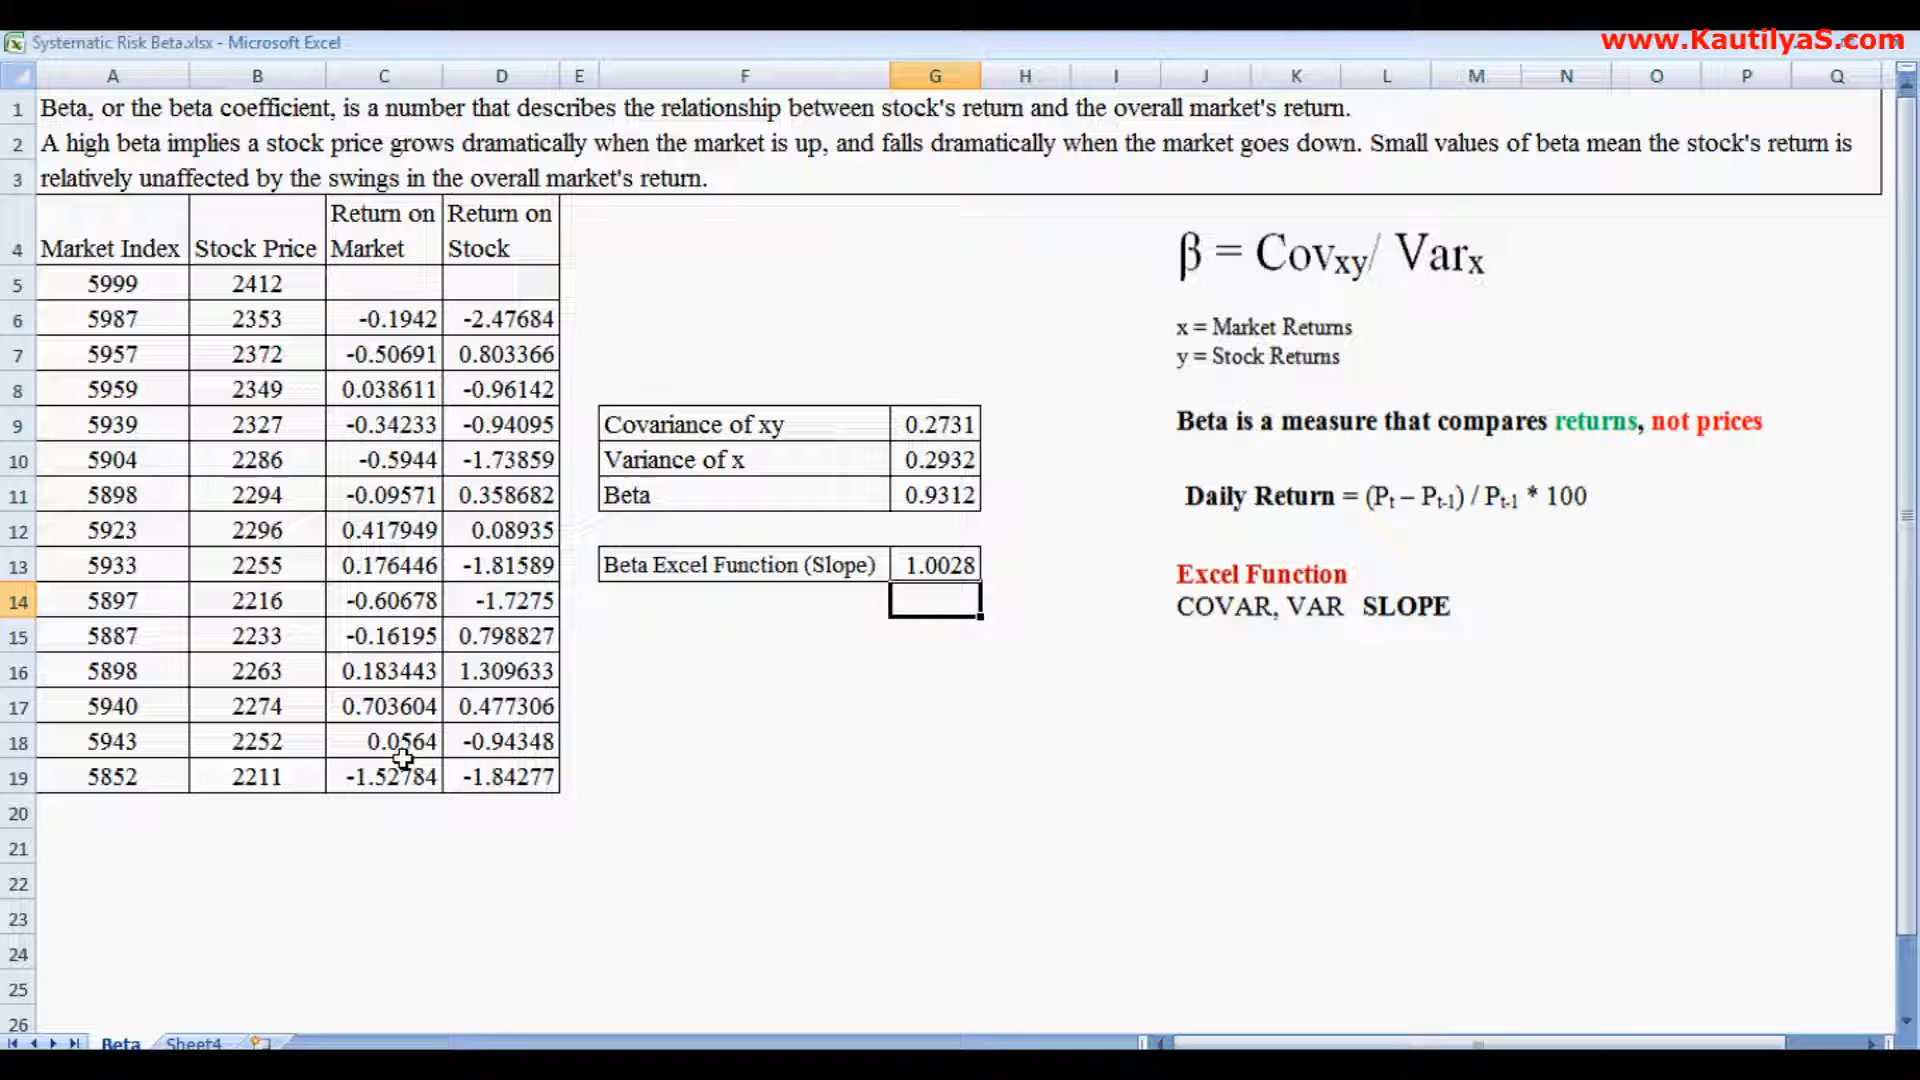 Systematic Risk Beta.xlsx - Microsoft Excel
www.KautilyaS.com
A B C D E F G H I J K L M N O P Q
1 Beta, or the beta coefficient, is a number that describes the relationship between stock's return and the overall market's return.
2 A high beta implies a stock price grows dramatically when the market is up, and falls dramatically when the market goes down. Small values of beta mean the stock's return is
3 relatively unaffected by the swings in the overall market's return.
Return on Return on
4 Market Index Stock Price Market Stock
5 5999 2412
6 5987 2353 -0.1942 -2.47684
7 5957 2372 -0.50691 0.803366
8 5959 2349 0.038611 -0.96142
9 5939 2327 -0.34233 -0.94095
10 5904 2286 -0.5944 -1.73859
11 5898 2294 -0.09571 0.358682
12 5923 2296 0.417949 0.08935
13 5933 2255 0.176446 -1.81589
14 5897 2216 -0.60678 -1.7275
15 5887 2233 -0.16195 0.798827
16 5898 2263 0.183443 1.309633
17 5940 2274 0.703604 0.477306
18 5943 2252 0.0564 -0.94348
19 5852 2211 -1.52784 -1.84277
20
21
22
23
24
25
26
Covariance of xy 0.2731
Variance of x 0.2932
Beta 0.9312
Beta Excel Function (Slope) 1.0028
β = Covxy/ Varx
x = Market Returns
y = Stock Returns
Beta is a measure that compares returns, not prices
Daily Return = (Pt – Pt-1) / Pt-1 * 100
Excel Function
COVAR, VAR SLOPE
Beta Sheet4